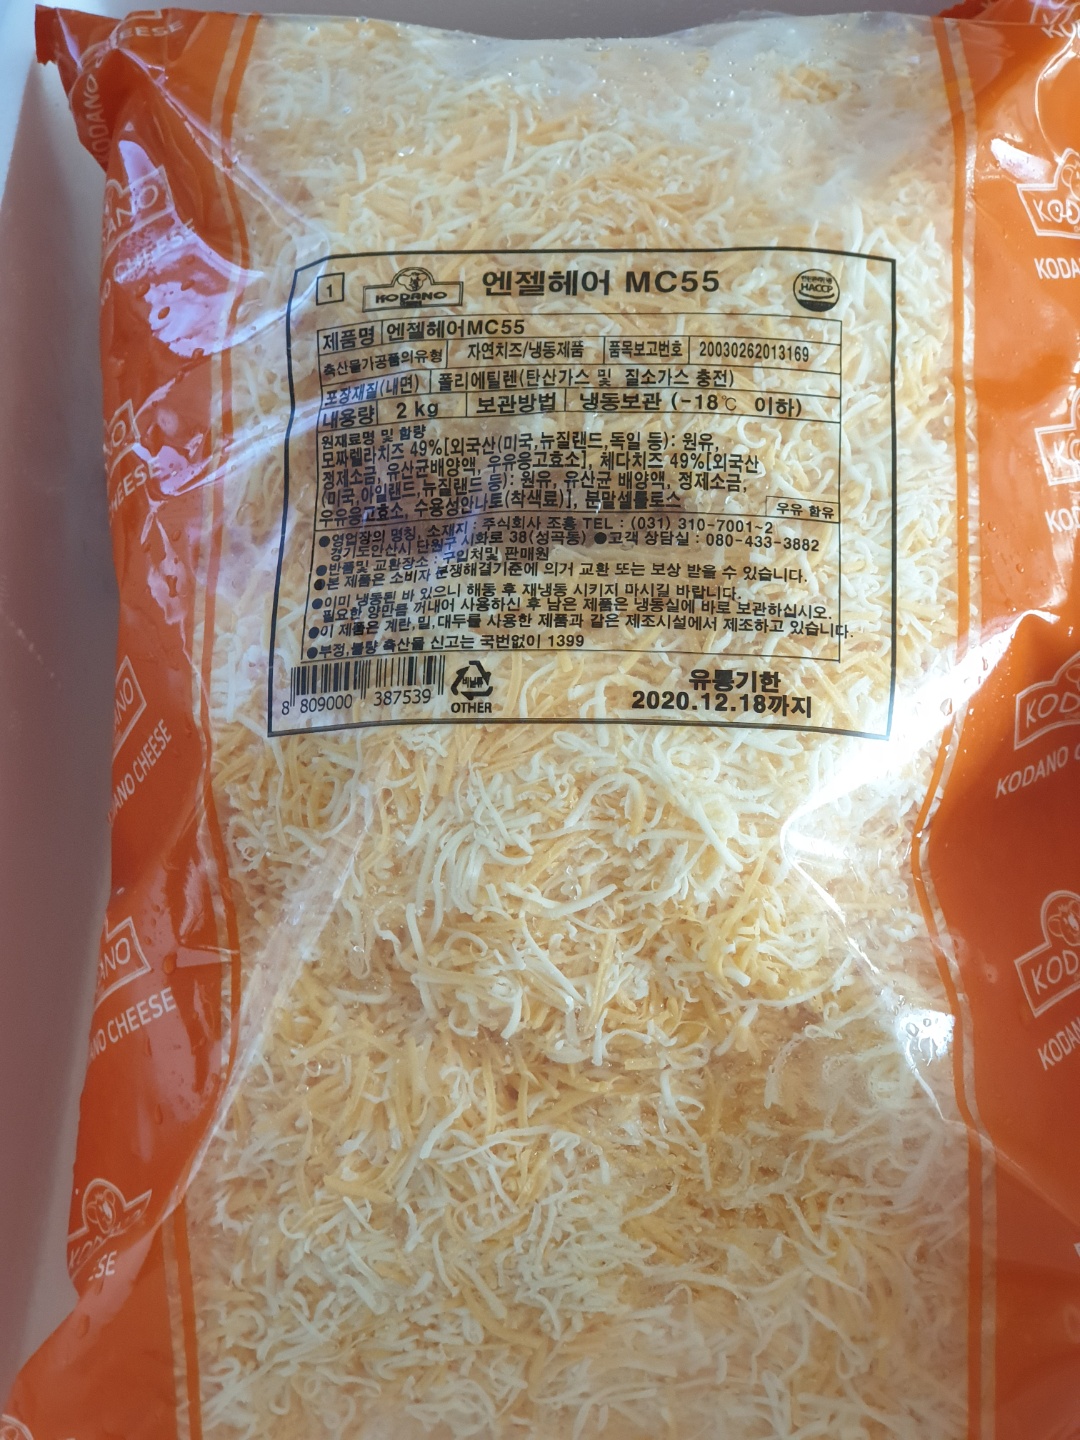 1 KODANO 엔젤헤어 MC55 HACCP
제품명 엔젤헤어MC55
축산물가공품의유형 자연치즈/냉동제품 품목보고번호 20030262013169
포장재질(내면) 폴리에틸렌(탄산가스 및 질소가스 충전)
내용량 2 kg 보관방법 냉동보관 (-18℃ 이하)
원재료명 및 함량
모짜렐라치즈 49%[외국산(미국,뉴질랜드,독일 등): 원유,
정제소금, 유산균배양액, 우유응고효소], 체다치즈 49%[외국산
(미국,아일랜드,뉴질랜드 등): 원유, 유산균 배양액, 정제소금,
우유응고효소, 수용성안나토(착색료)], 분말셀룰로스
우유 함유
●영업장의 명칭, 소재지 : 주식회사 조흥 TEL : (031) 310-7001~2
경기도안산시 단원구 시화로 38(성곡동) ●고객 상담실 : 080-433-3882
●반품및 교환장소 : 구입처및 판매원
●본 제품은 소비자 분쟁해결기준에 의거 교환 또는 보상 받을 수 있습니다.
●이미 냉동된 바 있으니 해동 후 재냉동 시키지 마시길 바랍니다.
필요한 양만을 꺼내어 사용하신 후 남은 제품은 냉동실에 바로 보관하십시오.
●이 제품은 계란,밀,대두를 사용한 제품과 같은 제조시설에서 제조하고 있습니다.
●부정,불량 축산물 신고는 국번없이 1399
8 809000 387539
비닐류
OTHER
유통기한
2020.12.18까지
KODANO CHEESE
KODANO
CHEESE
KODANO
KODANO CHEESE
KODANO
KODANO CHEESE